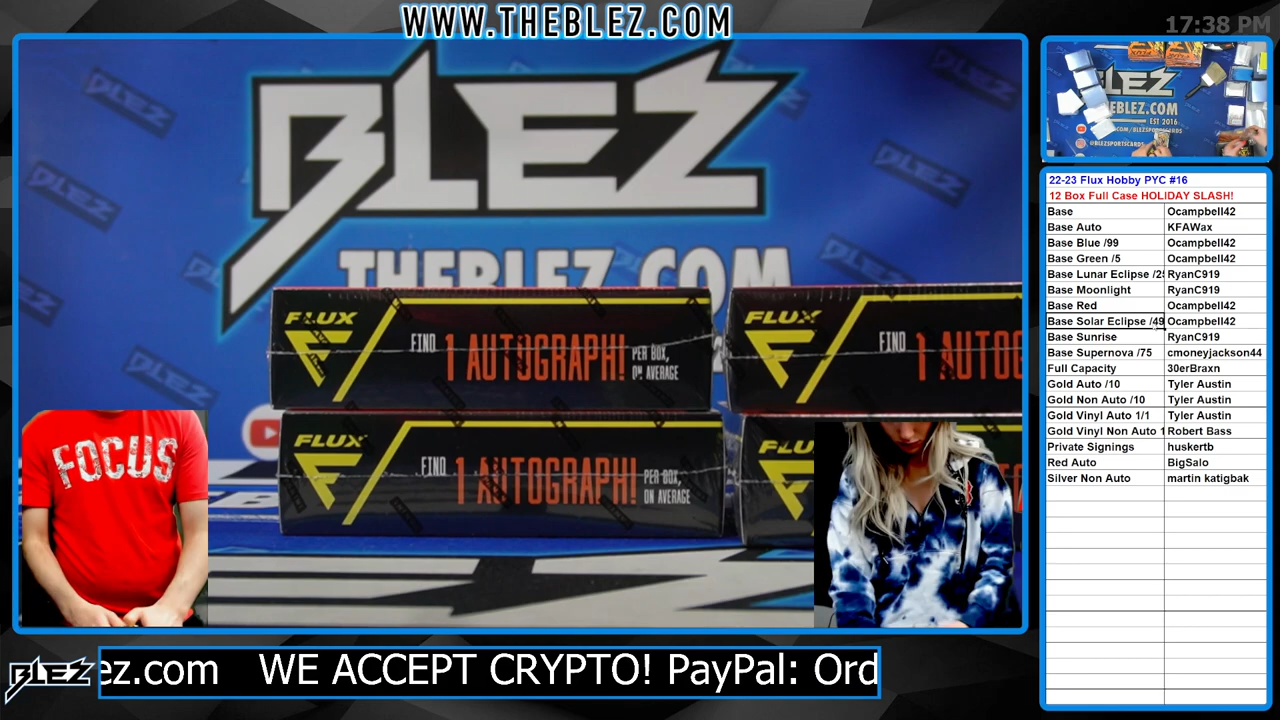 WWW.THEBLEZ.COM
17:38 PM
BLEZ
THEBLEZ.COM
FLUX
FIND
1 AUTOGRAPH!
PER BOX,
ON AVERAGE
FLUX
FIND
1 AUTO
FLUX
FIND
1 AUTOGRAPH!
PER BOX,
ON AVERAGE
FLUX
FOCUS
BLEZ
EBLEZ.COM
EST 2016
@BLEZSPORTSCARDS
22-23 Flux Hobby PYC #16
12 Box Full Case HOLIDAY SLASH!
Base Ocampbell42
Base Auto KFAWax
Base Blue /99 Ocampbell42
Base Green /5 Ocampbell42
Base Lunar Eclipse /25 RyanC919
Base Moonlight RyanC919
Base Red Ocampbell42
Base Solar Eclipse /49 Ocampbell42
Base Sunrise RyanC919
Base Supernova /75 cmoneyjackson44
Full Capacity 30erBraxn
Gold Auto /10 Tyler Austin
Gold Non Auto /10 Tyler Austin
Gold Vinyl Auto 1/1 Tyler Austin
Gold Vinyl Non Auto 1 Robert Bass
Private Signings huskertb
Red Auto BigSalo
Silver Non Auto martin katigbak
BLEZ
ez.com WE ACCEPT CRYPTO! PayPal: Ord